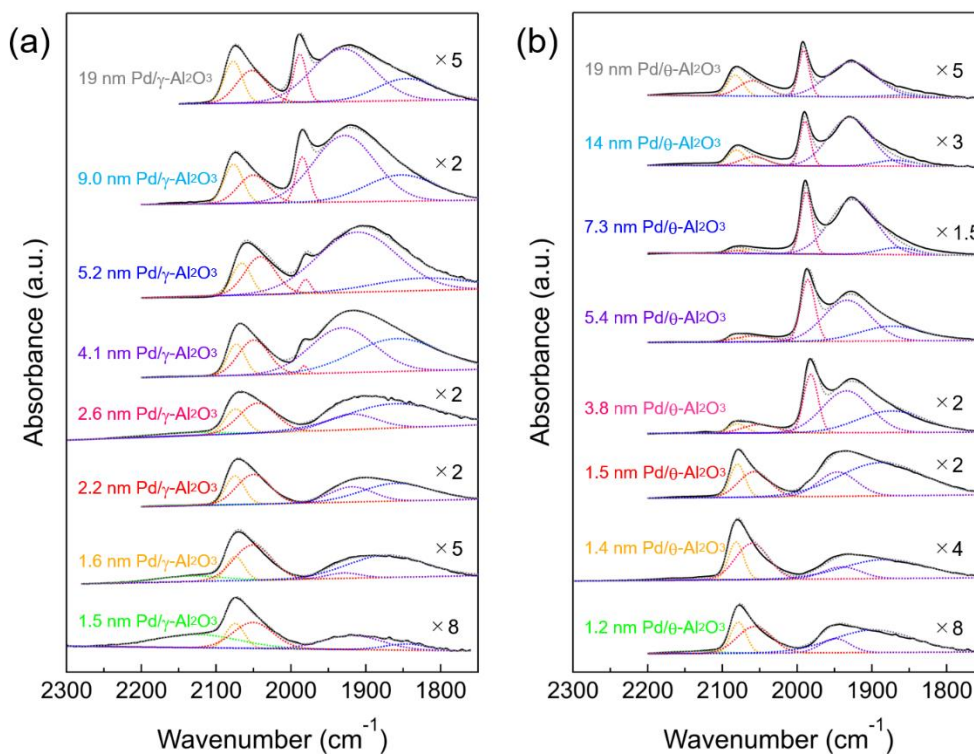 (a)
19 nm Pd/γ-Al2O3
×5
9.0 nm Pd/γ-Al2O3
×2
5.2 nm Pd/γ-Al2O3
4.1 nm Pd/γ-Al2O3
2.6 nm Pd/γ-Al2O3
×2
2.2 nm Pd/γ-Al2O3
×2
1.6 nm Pd/γ-Al2O3
×5
1.5 nm Pd/γ-Al2O3
×8
Absorbance (a.u.)
2300 2200 2100 2000 1900 1800
Wavenumber (cm-1)
(b)
19 nm Pd/θ-Al2O3
×5
14 nm Pd/θ-Al2O3
×3
7.3 nm Pd/θ-Al2O3
×1.5
5.4 nm Pd/θ-Al2O3
3.8 nm Pd/θ-Al2O3
×2
1.5 nm Pd/θ-Al2O3
×2
1.4 nm Pd/θ-Al2O3
×4
1.2 nm Pd/θ-Al2O3
×8
Absorbance (a.u.)
2300 2200 2100 2000 1900 1800
Wavenumber (cm-1)